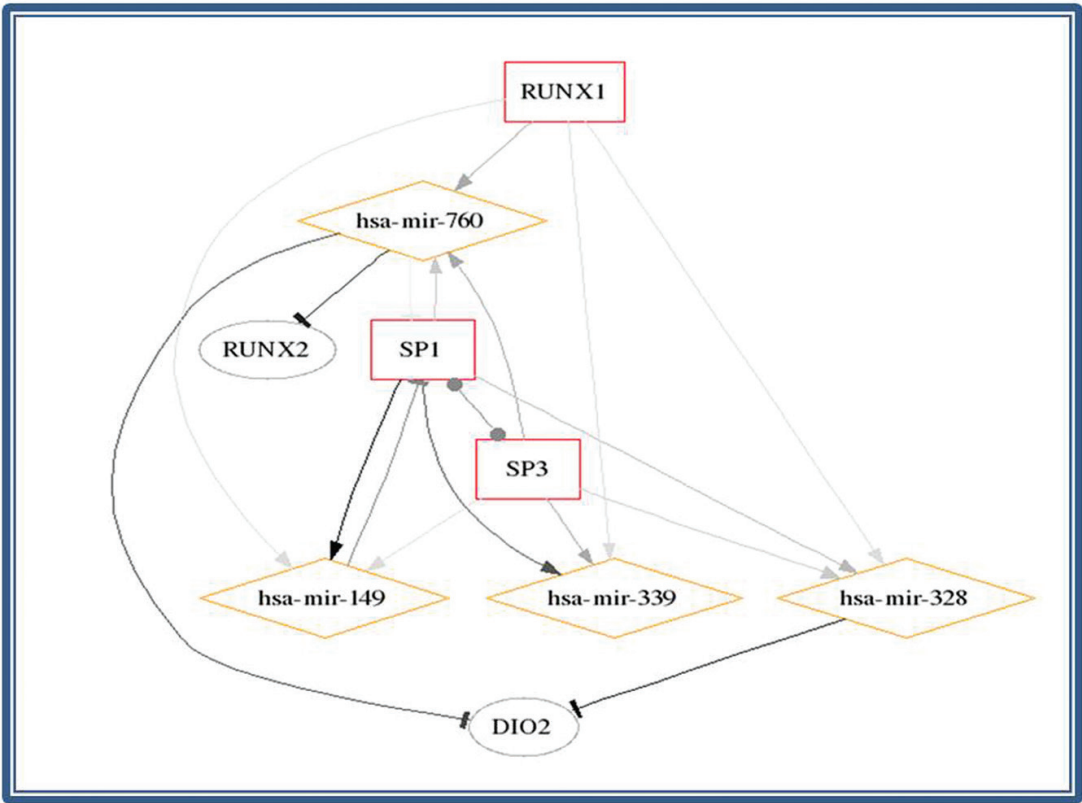 RUNX1
hsa-mir-760
RUNX2
SP1
SP3
hsa-mir-149
hsa-mir-339
hsa-mir-328
DIO2